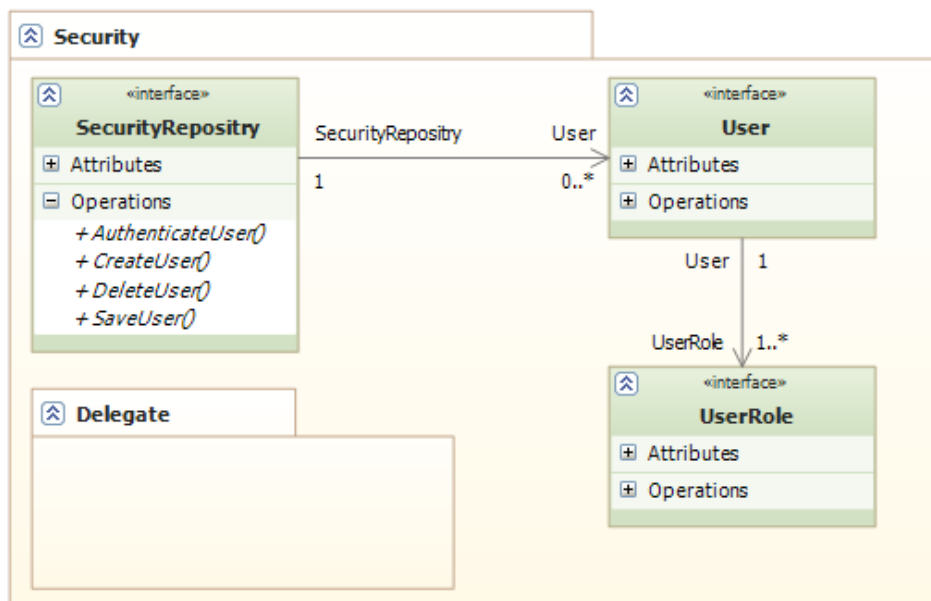 Security
«interface»
SecurityRepositry
Attributes
Operations
+ AuthenticateUser()
+ CreateUser()
+ DeleteUser()
+ SaveUser()
SecurityRepositry User
1 0..*
«interface»
User
Attributes
Operations
User 1
UserRole 1..*
«interface»
UserRole
Attributes
Operations
Delegate